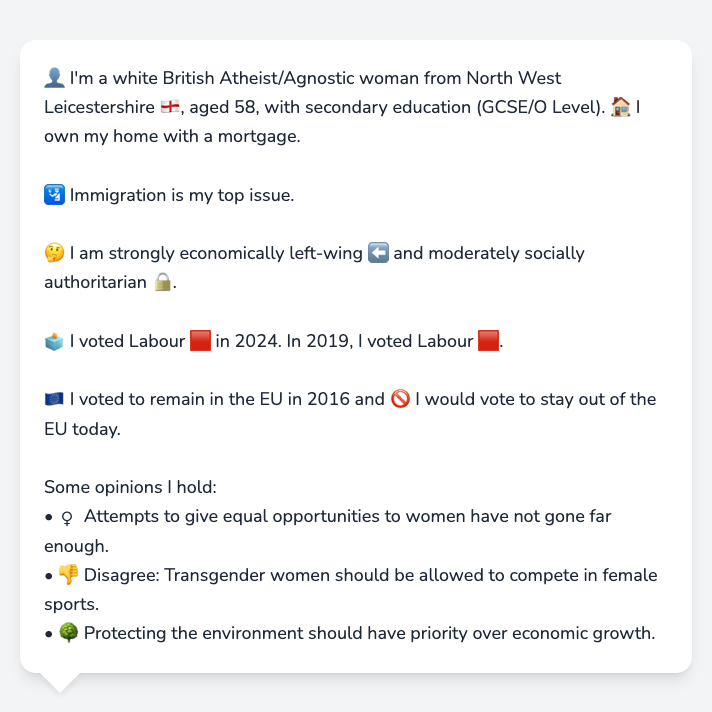 👤 I'm a white British Atheist/Agnostic woman from North West
Leicestershire 🏴󠁧󠁢󠁥󠁮󠁧󠁿, aged 58, with secondary education (GCSE/O Level). 🏠 I
own my home with a mortgage.
🛂 Immigration is my top issue.
🤔 I am strongly economically left-wing ⬅️ and moderately socially
authoritarian 🔒.
🗳️ I voted Labour 🟥 in 2024. In 2019, I voted Labour 🟥.
🇪🇺 I voted to remain in the EU in 2016 and 🚫 I would vote to stay out of the
EU today.
Some opinions I hold:
• ♀️ Attempts to give equal opportunities to women have not gone far
enough.
• 👎 Disagree: Transgender women should be allowed to compete in female
sports.
• 🌳 Protecting the environment should have priority over economic growth.